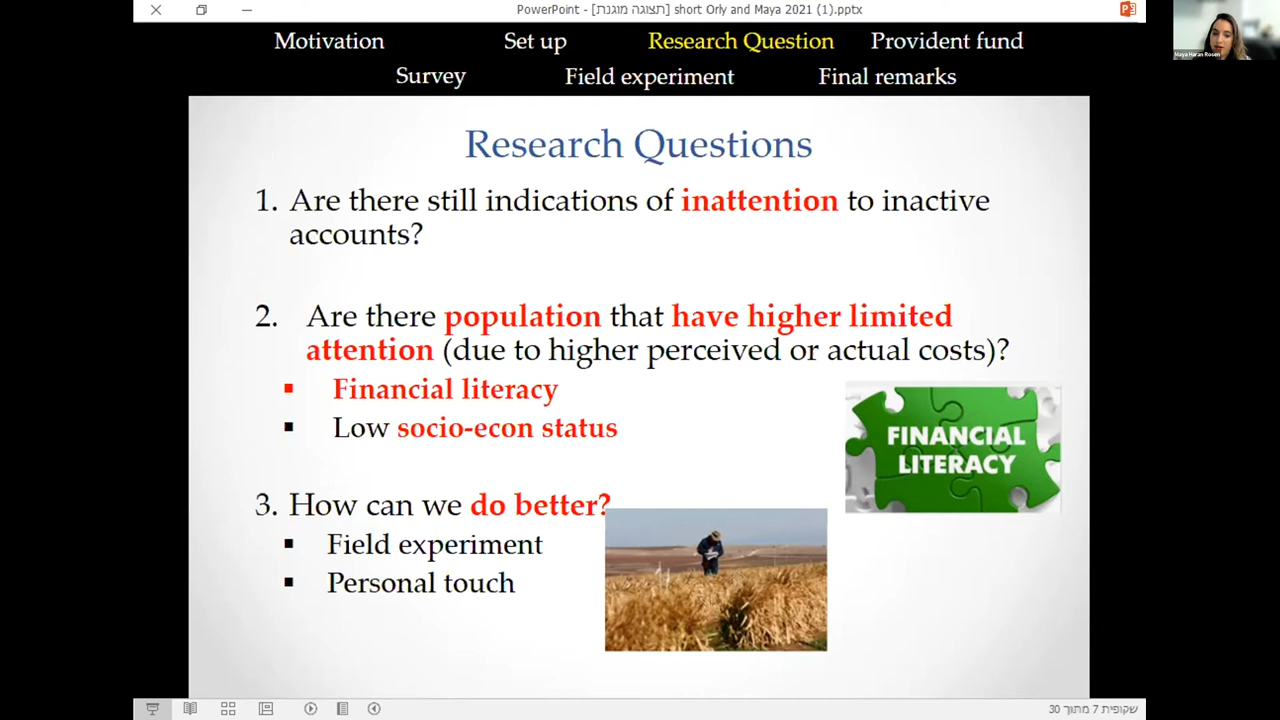 PowerPoint - [תצוגה מוגנת] short Orly and Maya 2021 (1).pptx
Maya Haran Rosen
Motivation Set up Research Question Provident fund
Survey Field experiment Final remarks
Research Questions
1. Are there still indications of inattention to inactive
accounts?
2. Are there population that have higher limited
attention (due to higher perceived or actual costs)?
▪ Financial literacy
▪ Low socio-econ status
FINANCIAL
LITERACY
3. How can we do better?
▪ Field experiment
▪ Personal touch
שקופית 7 מתוך 30